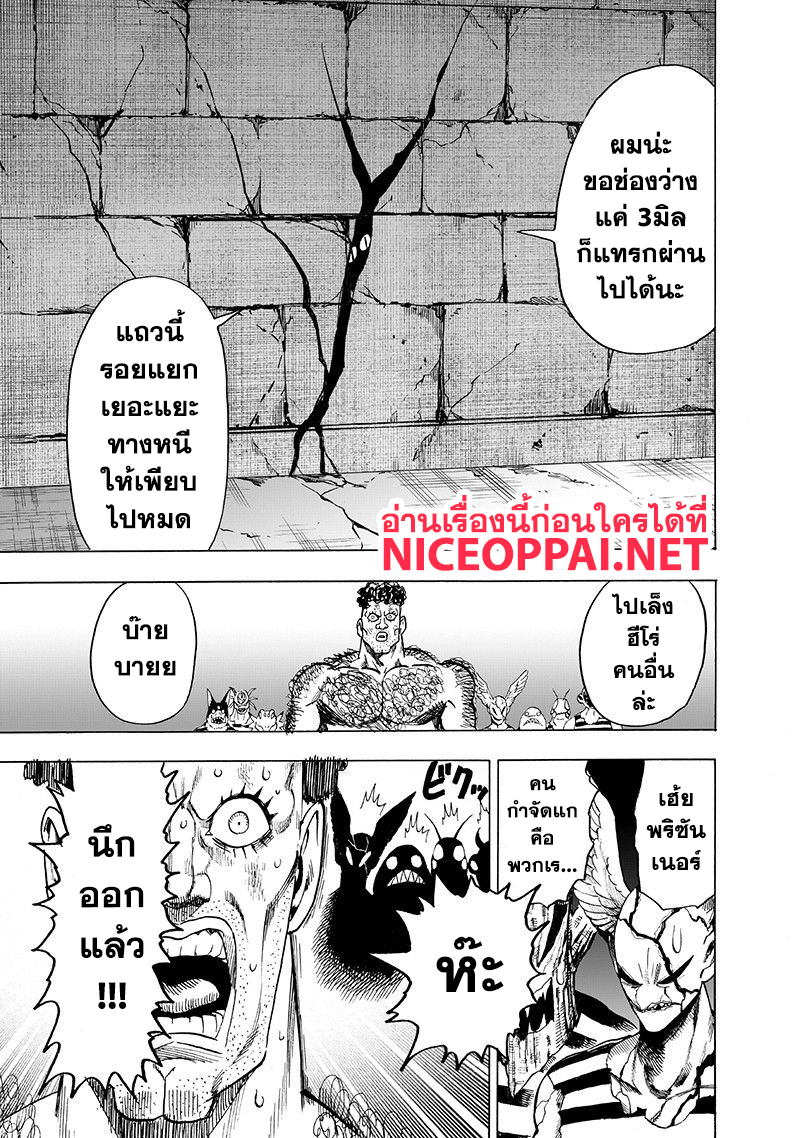 ผมน่ะ
ขอช่องว่าง
แค่ 3มิล
ก็แทรกผ่าน
ไปได้นะ
แถวนี้
รอยแยก
เยอะแยะ
ทางหนี
ให้เพียบ
ไปหมด
อ่านเรื่องนี้ก่อนใครได้ที่
NICEOPPAI.NET
ไปเล็ง
ฮีโร่
คนอื่น
ล่ะ
บ๊าย
บายย
เฮ้ย
พริซัน
เนอร์
คน
กำจัดแก
คือ
พวกเร...
ビクッ
ห๊ะ
นึก
ออก
แล้ว
!!!